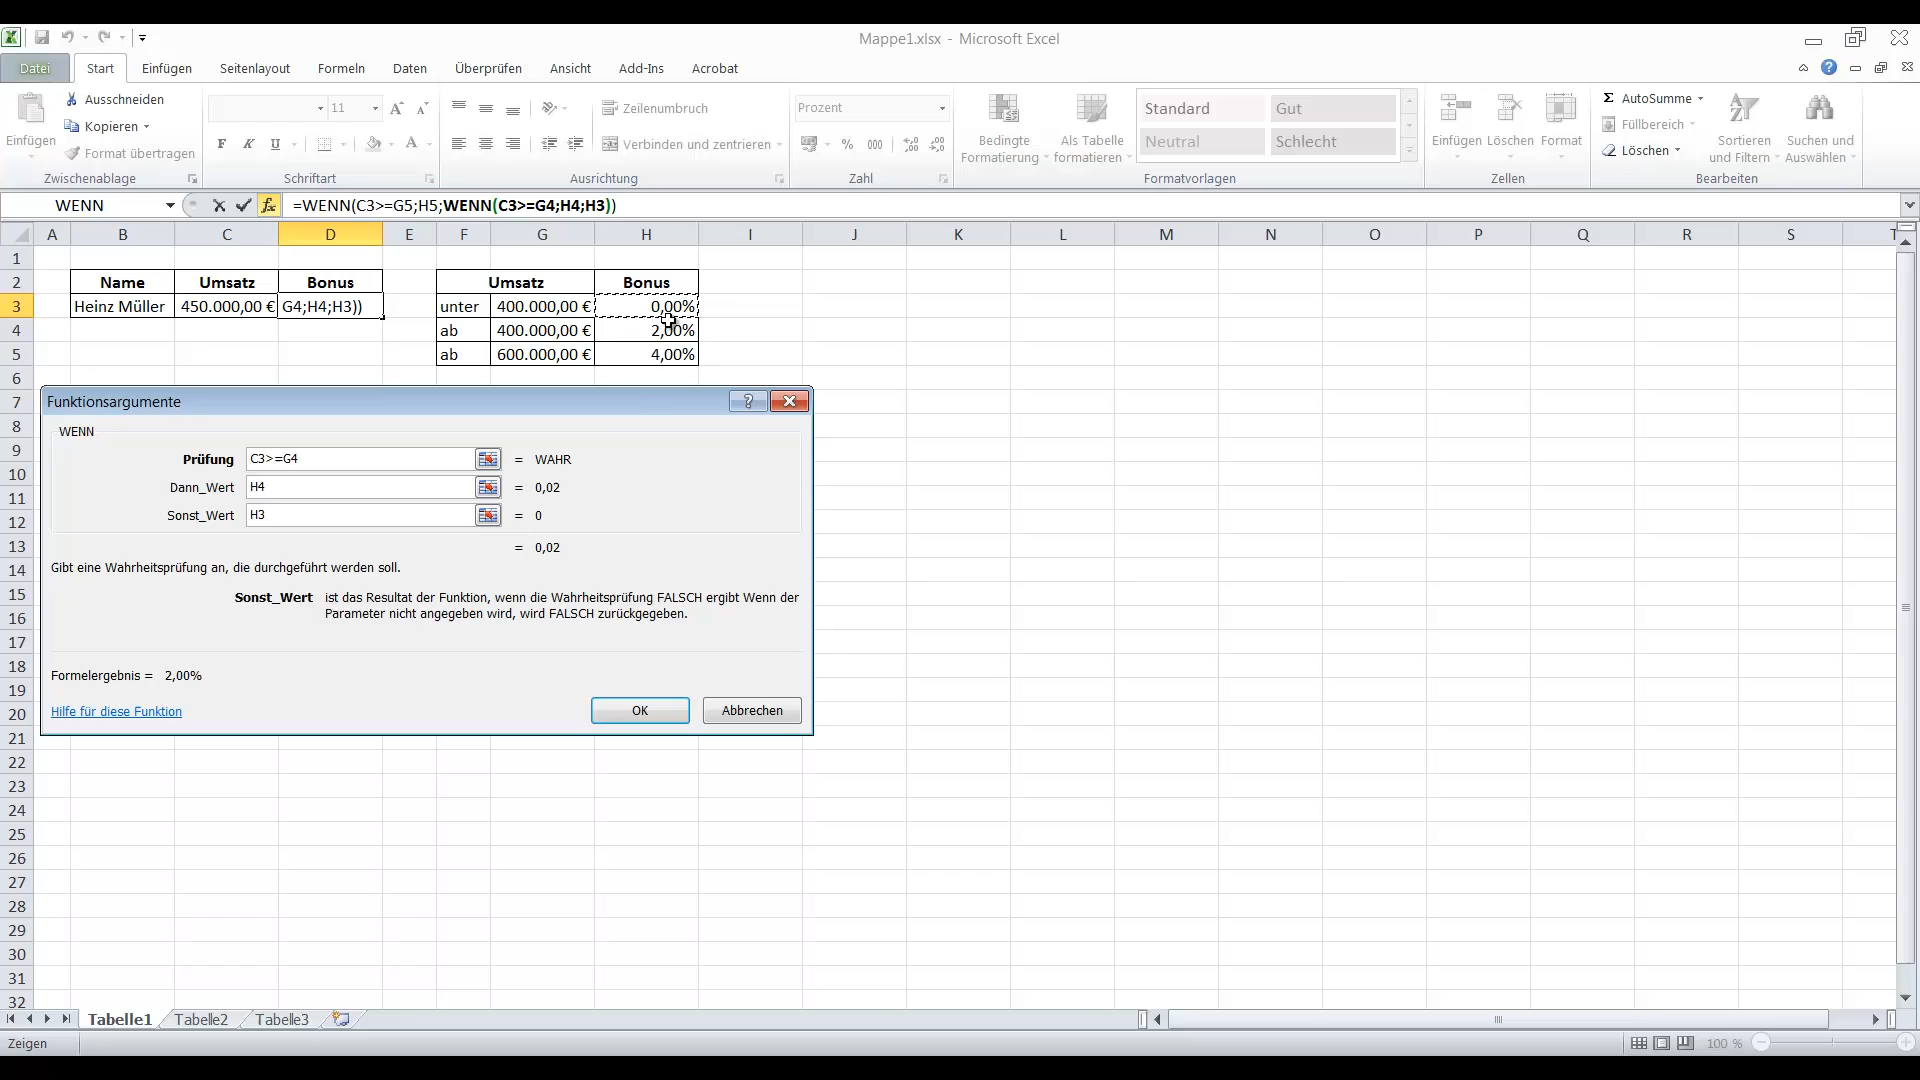 Mappe1.xlsx - Microsoft Excel
Datei Start Einfügen Seitenlayout Formeln Daten Überprüfen Ansicht Add-Ins Acrobat
Einfügen
Ausschneiden
Kopieren
Format übertragen
Zwischenablage
11
F K U
A
Schriftart
Zeilenumbruch
Verbinden und zentrieren
Ausrichtung
Prozent
% 000
Zahl
Bedingte Formatierung
Als Tabelle formatieren
Standard Gut
Neutral Schlecht
Formatvorlagen
Einfügen Löschen Format
Zellen
Σ AutoSumme
Füllbereich
Löschen
Sortieren und Filtern
Suchen und Auswählen
Bearbeiten
WENN
fx
=WENN(C3>=G5;H5;WENN(C3>=G4;H4;H3))
A B C D E F G H I J K L M N O P Q R S T
1
2 Name Umsatz Bonus Umsatz Bonus
3 Heinz Müller 450.000,00 € G4;H4;H3)) unter 400.000,00 € 0,00%
4 ab 400.000,00 € 2,00%
5 ab 600.000,00 € 4,00%
6
7
8
9
10
11
12
13
14
15
16
17
18
19
20
21
22
23
24
25
26
27
28
29
30
31
32
Funktionsargumente
?
WENN
Prüfung C3>=G4 = WAHR
Dann_Wert H4 = 0,02
Sonst_Wert H3 = 0
= 0,02
Gibt eine Wahrheitsprüfung an, die durchgeführt werden soll.
Sonst_Wert ist das Resultat der Funktion, wenn die Wahrheitsprüfung FALSCH ergibt Wenn der
Parameter nicht angegeben wird, wird FALSCH zurückgegeben.
Formelergebnis = 2,00%
Hilfe für diese Funktion
OK Abbrechen
Tabelle1 Tabelle2 Tabelle3
Zeigen
100 %